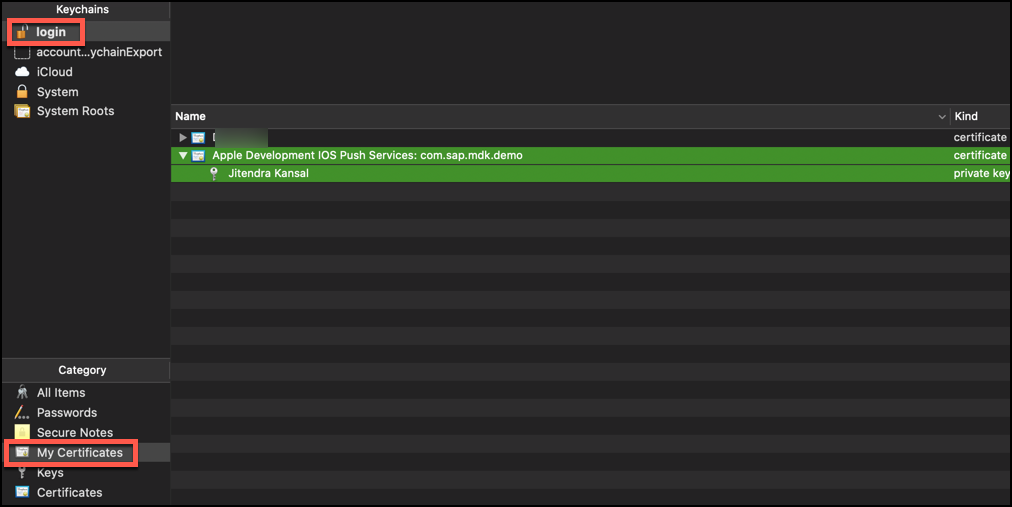 Keychains
login
account...ychainExport
iCloud
System
System Roots
Name
Kind
certificate
Apple Development IOS Push Services: com.sap.mdk.demo
certificate
Jitendra Kansal
private key
Category
All Items
Passwords
Secure Notes
My Certificates
Keys
Certificates